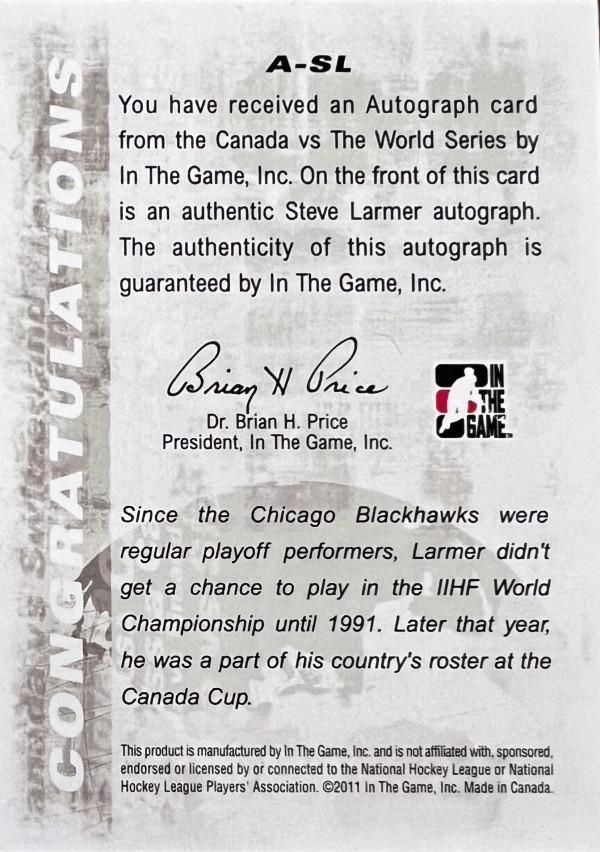 CONGRATULATIONS
A-SL
You have received an Autograph card
from the Canada vs The World Series by
In The Game, Inc. On the front of this card
is an authentic Steve Larmer autograph.
The authenticity of this autograph is
guaranteed by In The Game, Inc.
Brian H Price
Dr. Brian H. Price
President, In The Game, Inc.
IN
THE
GAME
Since the Chicago Blackhawks were
regular playoff performers, Larmer didn't
get a chance to play in the IIHF World
Championship until 1991. Later that year,
he was a part of his country's roster at the
Canada Cup.
This product is manufactured by In The Game, Inc. and is not affiliated with, sponsored,
endorsed or licensed by or connected to the National Hockey League or National
Hockey League Players' Association. ©2011 In The Game, Inc. Made in Canada.